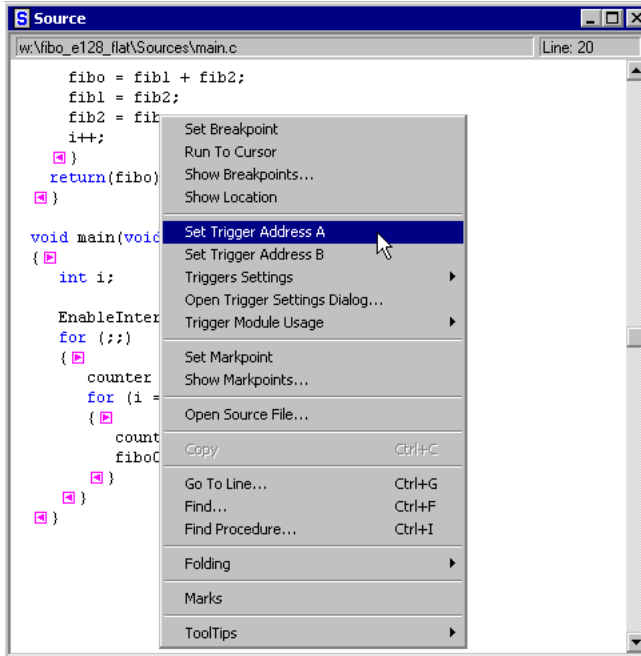 Source
w:\fibo_e128_flat\Sources\main.c
Line: 20
fibo = fib1 + fib2;
fib1 = fib2;
fib2 = fib
i++;
}
return(fibo)
}
void main(void
{
int i;
EnableInter
for (;;)
{
counter
for (i =
{
count
fibo
}
}
}
Set Breakpoint
Run To Cursor
Show Breakpoints...
Show Location
Set Trigger Address A
Set Trigger Address B
Triggers Settings
Open Trigger Settings Dialog...
Trigger Module Usage
Set Markpoint
Show Markpoints...
Open Source File...
Copy Ctrl+C
Go To Line... Ctrl+G
Find... Ctrl+F
Find Procedure... Ctrl+I
Folding
Marks
ToolTips